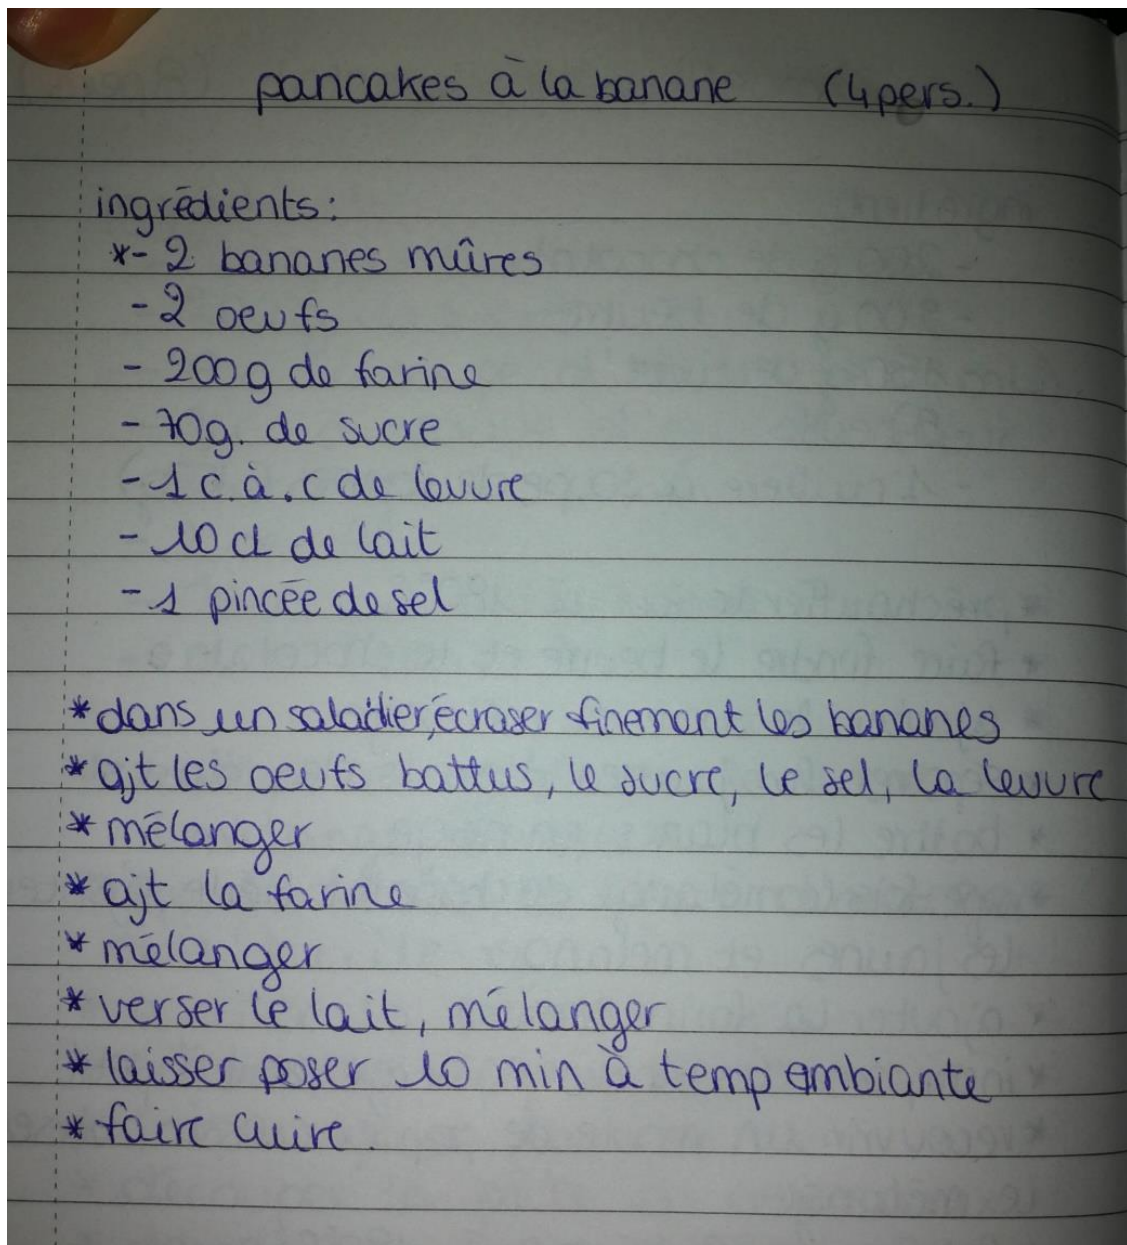 pancakes à la banane (4 pers.)
ingrédients:
*- 2 bananes mûres
- 2 oeufs
- 200g de farine
- 70g. de sucre
- 1 c.à.c de levure
- 10 cl de lait
- 1 pincée de sel
* dans un saladier, écraser finement les bananes
* ajt les oeufs battus, le sucre, le sel, la levure
* mélanger
* ajt la farine
* mélanger
* verser le lait, mélanger
* laisser poser 10 min à temp ambiante
* faire cuire.